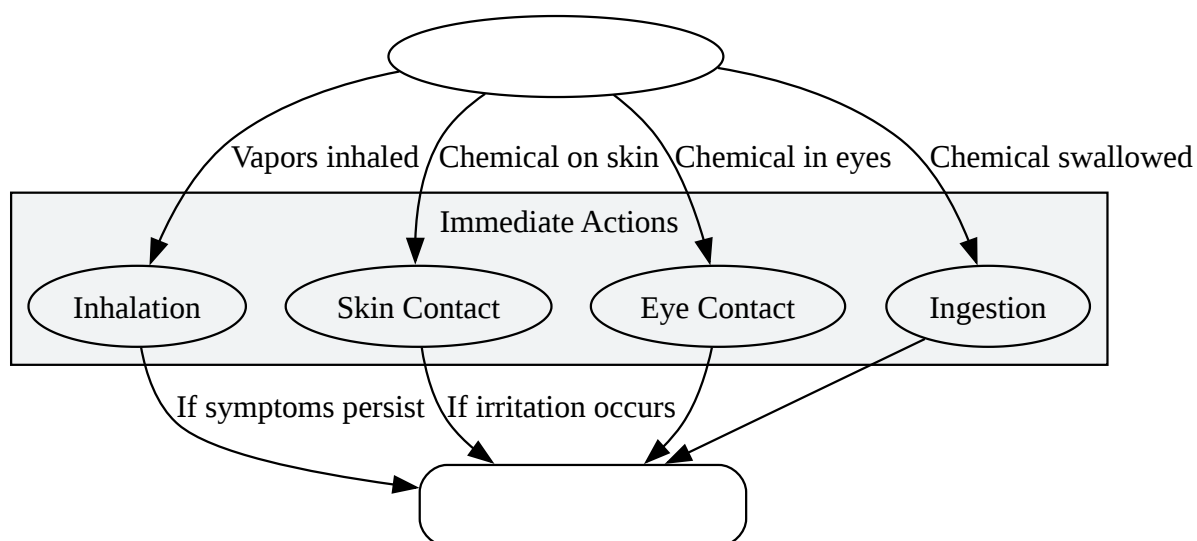 Vapors inhaled
Chemical on skin
Chemical in eyes
Chemical swallowed
Immediate Actions
Inhalation
Skin Contact
Eye Contact
Ingestion
If symptoms persist
If irritation occurs